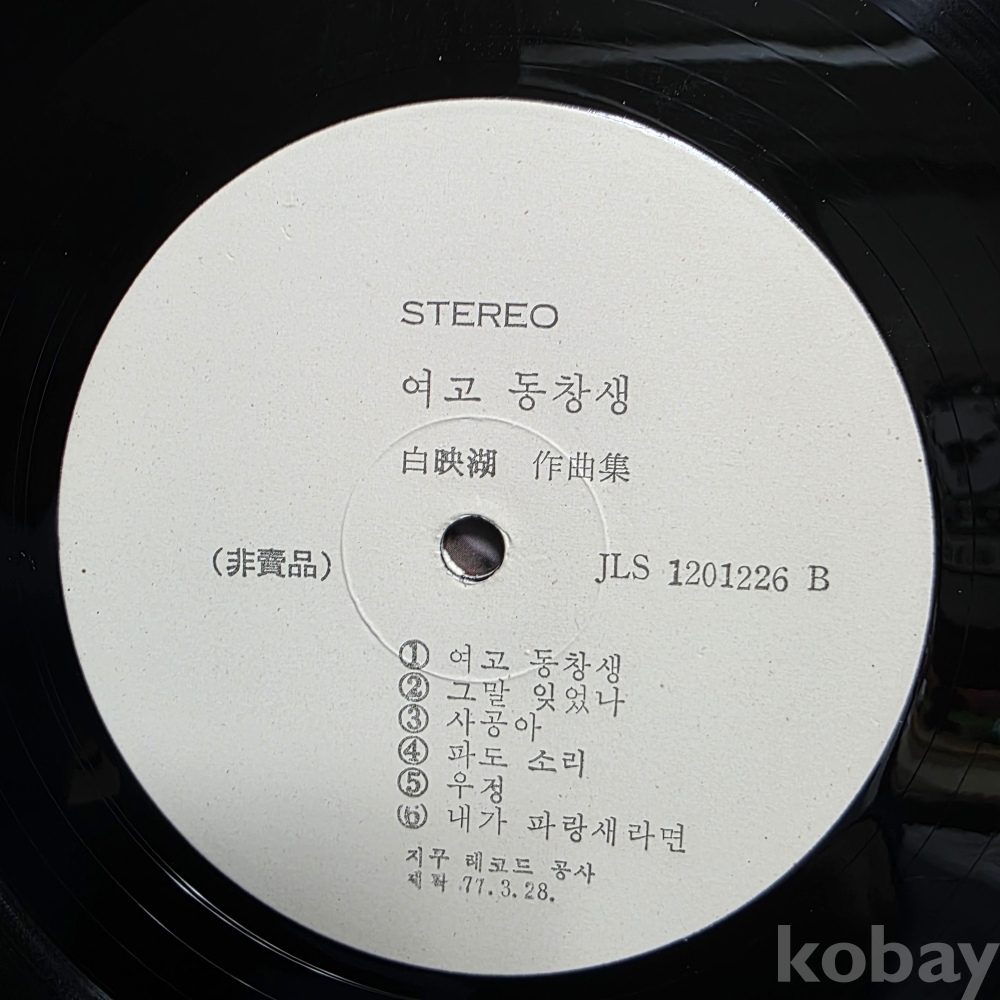 STEREO
여고 동창생
白映湖 作曲集
(非賣品)
JLS 1201226 B
① 여고 동창생
② 그말 잊었나
③ 사공아
④ 파도 소리
⑤ 우정
⑥ 내가 파랑새라면
지구 레코드 공사
제작 77.3.28.
kobay